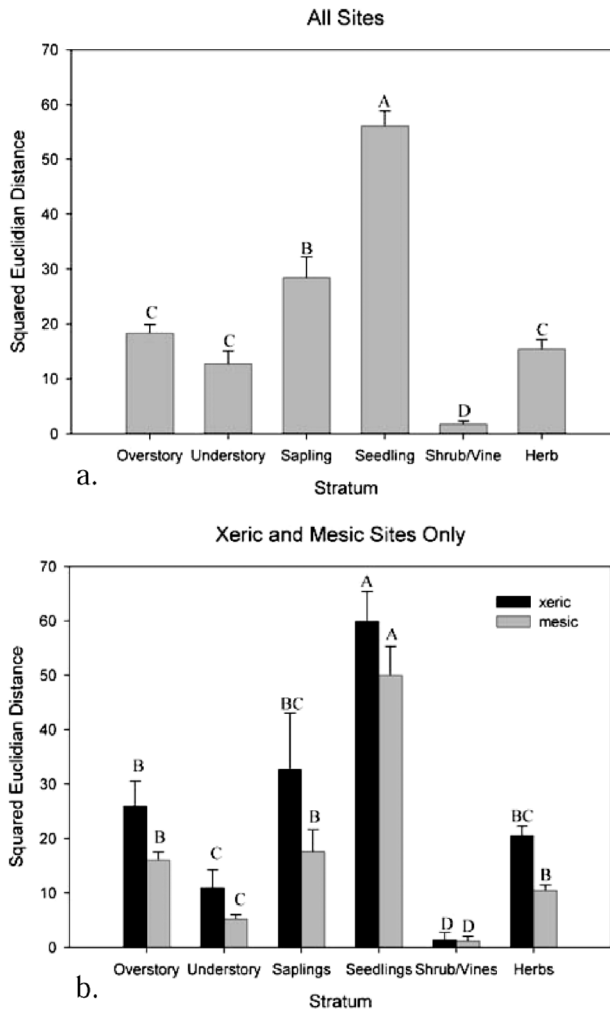 All Sites
70
60
50
40
30
20
10
0
Squared Euclidian Distance
C
C
B
A
D
C
Overstory Understory Sapling Seedling Shrub/Vine Herb
a.
Stratum
Xeric and Mesic Sites Only
70
60
50
40
30
20
10
0
Squared Euclidian Distance
xeric
mesic
B
B
C
C
BC
B
A
A
D D
BC
B
Overstory Understory Saplings Seedlings Shrub/Vines Herbs
b.
Stratum